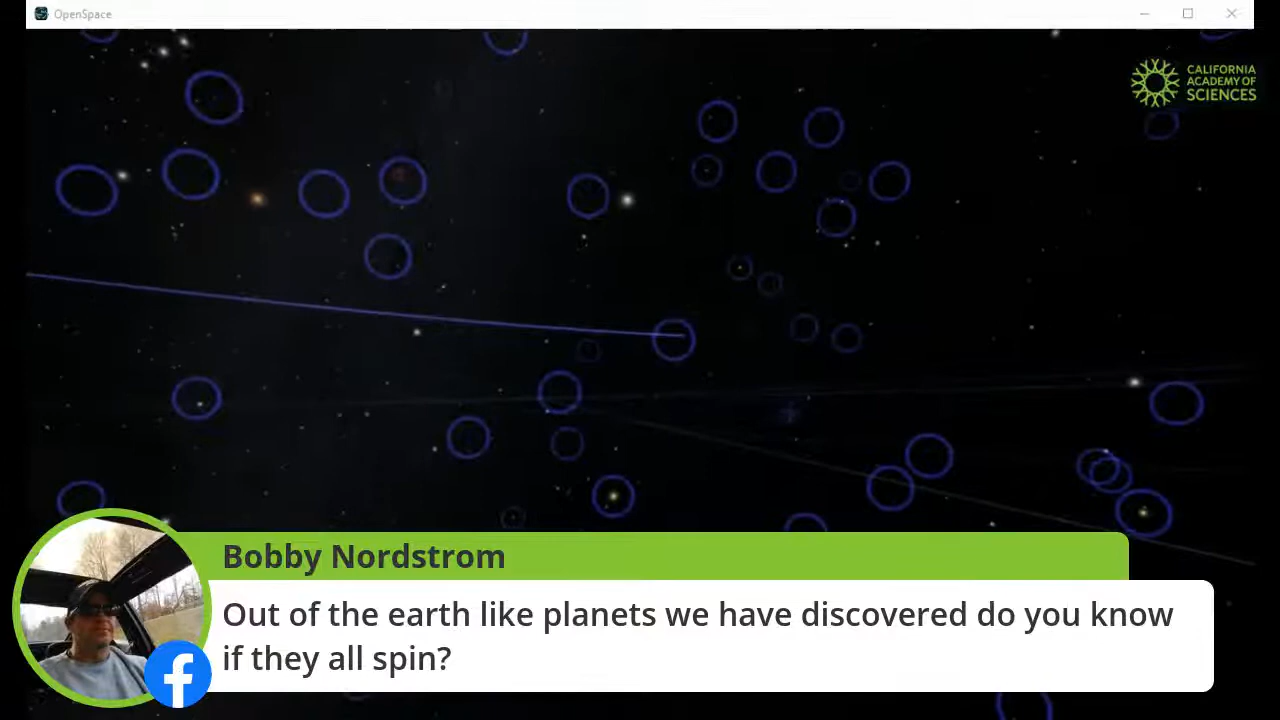 OpenSpace
CALIFORNIA
ACADEMY OF
SCIENCES
Bobby Nordstrom
Out of the earth like planets we have discovered do you know
if they all spin?